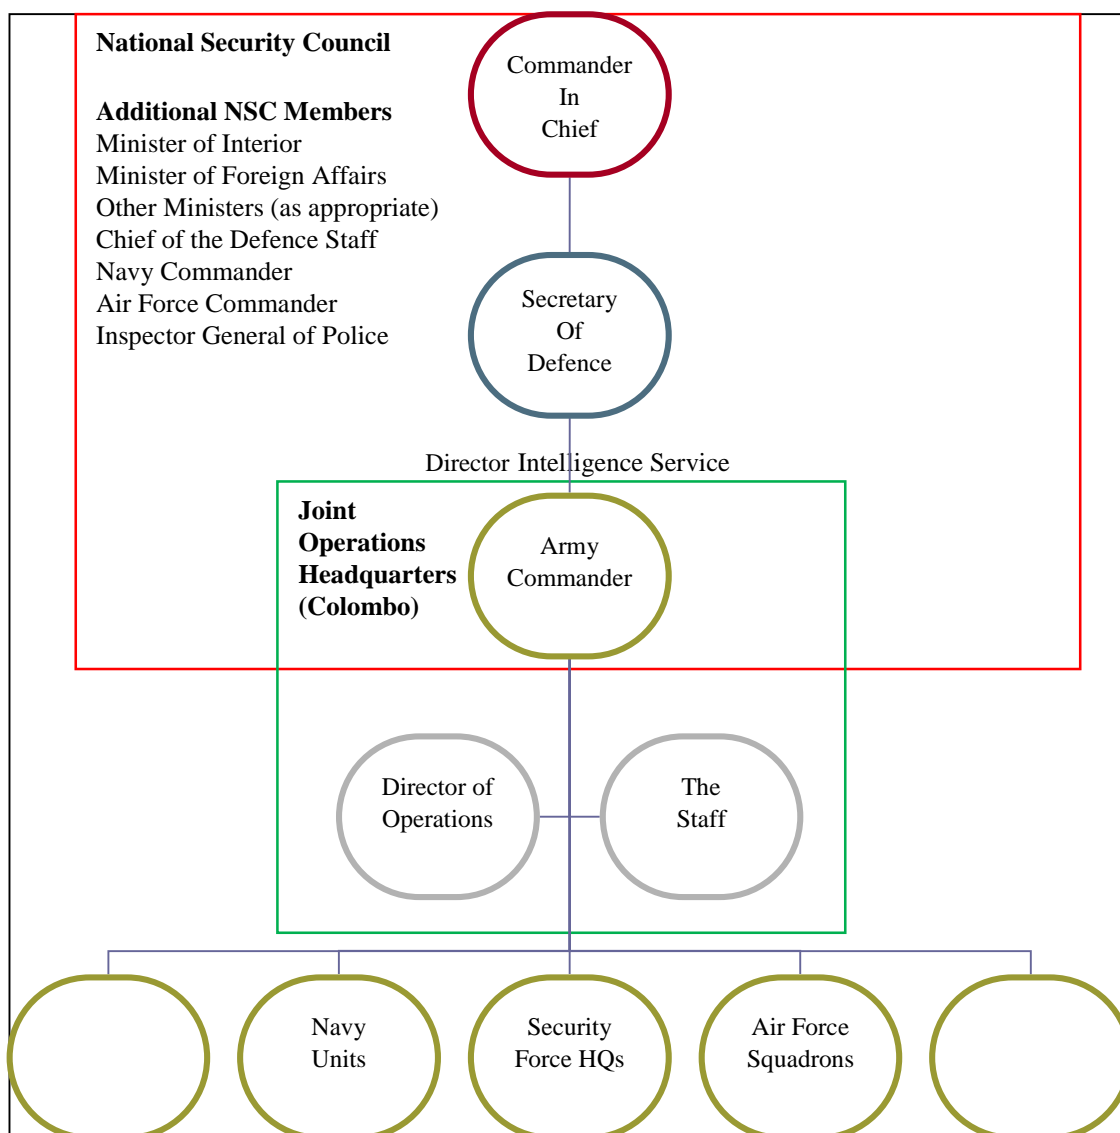 National Security Council
Additional NSC Members
Minister of Interior
Minister of Foreign Affairs
Other Ministers (as appropriate)
Chief of the Defence Staff
Navy Commander
Air Force Commander
Inspector General of Police
Commander
In
Chief
Secretary
Of
Defence
Director Intelligence Service
Joint
Operations
Headquarters
(Colombo)
Army
Commander
Director of
Operations
The
Staff
Navy
Units
Security
Force HQs
Air Force
Squadrons